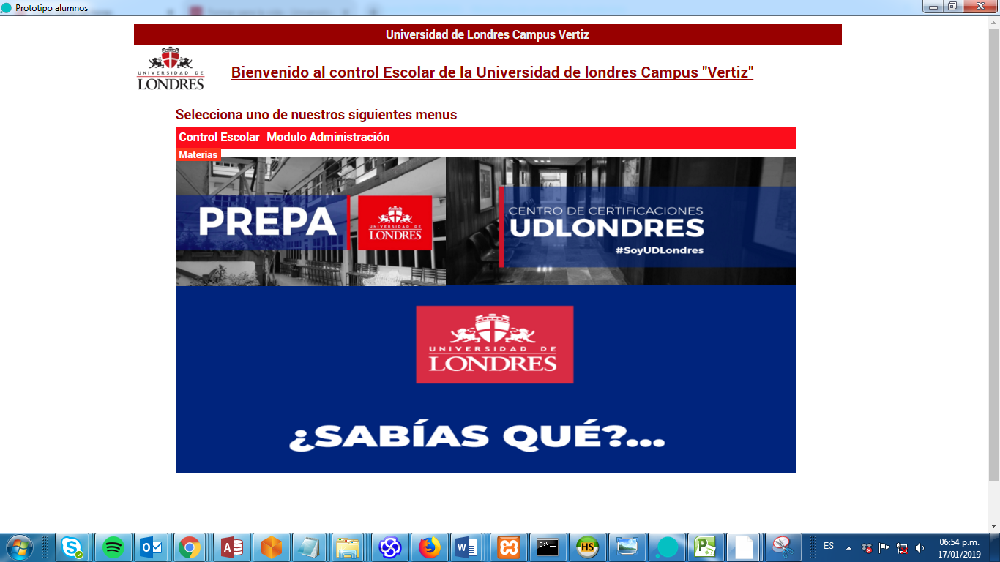 Prototipo alumnos
Universidad de Londres Campus Vertiz
UNIVERSIDAD DE
LONDRES
Bienvenido al control Escolar de la Universidad de londres Campus "Vertiz"
Selecciona uno de nuestros siguientes menus
Control Escolar Modulo Administración
Materias
PREPA
UNIVERSIDAD DE
LONDRES
CENTRO DE CERTIFICACIONES
UDLONDRES
#SoyUDLondres
UNIVERSIDAD DE
LONDRES
¿SABÍAS QUÉ?...
C:\
HS
ES
06:54 p.m.
17/01/2019